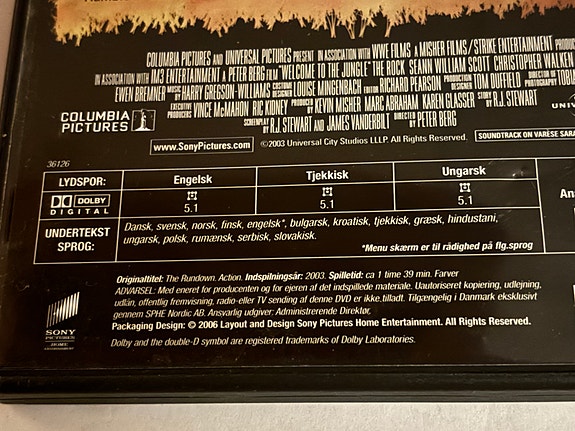 COLUMBIA PICTURES and UNIVERSAL PICTURES PRESENT IN ASSOCIATION WITH WWE FILMS A MISHER FILMS/STRIKE ENTERTAINMENT
IN ASSOCIATION WITH IM3 ENTERTAINMENT A PETER BERG FILM "WELCOME TO THE JUNGLE" THE ROCK SEANN WILLIAM SCOTT CHRISTOPHER WALKEN
EWEN BREMNER MUSIC BY HARRY GREGSON-WILLIAMS COSTUME DESIGNER LOUISE MINGENBACH EDITOR RICHARD PEARSON PRODUCTION DESIGNER TOM DUFFIELD DIRECTOR OF
EXECUTIVE PRODUCERS VINCE McMAHON RIC KIDNEY PRODUCED BY KEVIN MISHER MARC ABRAHAM KAREN GLASSER STORY BY R.J. STEWART
SCREENPLAY BY R.J. STEWART AND JAMES VANDERBILT DIRECTED BY PETER BERG
COLUMBIA
PICTURES
www.SonyPictures.com
©2003 Universal City Studios LLLP. All Rights Reserved.
SOUNDTRACK ON VARÈSE
36126
LYDSPOR: Engelsk Tjekkisk Ungarsk
DOLBY
DIGITAL
5.1 5.1 5.1
UNDERTEKST
SPROG:
Dansk, svensk, norsk, finsk, engelsk*, bulgarsk, kroatisk, tjekkisk, græsk, hindustani,
ungarsk, polsk, rumænsk, serbisk, slovakisk.
*Menu skærm er til rådighed på flg.sprog
Originaltitel: The Rundown. Action. Indspilningsår: 2003. Spilletid: ca 1 time 39 min. Farver
ADVARSEL: Med eneret for producenten og for ejeren af det indspillede materiale. Uautoriseret kopiering, udlejning,
udlån, offentlig fremvisning, radio-eller TV sending af denne DVD er ikke.tilladt. Tilgængelig i Danmark eksklusivt
gennem SPHE Nordic AB. Ansvarlig udgiver: Administrerende Direktør,
Packaging Design: © 2006 Layout and Design Sony Pictures Home Entertainment. All Rights Reserved.
Dolby and the double-D symbol are registered trademarks of Dolby Laboratories.
SONY
PICTURES
HOME
ENTERTAINMENT